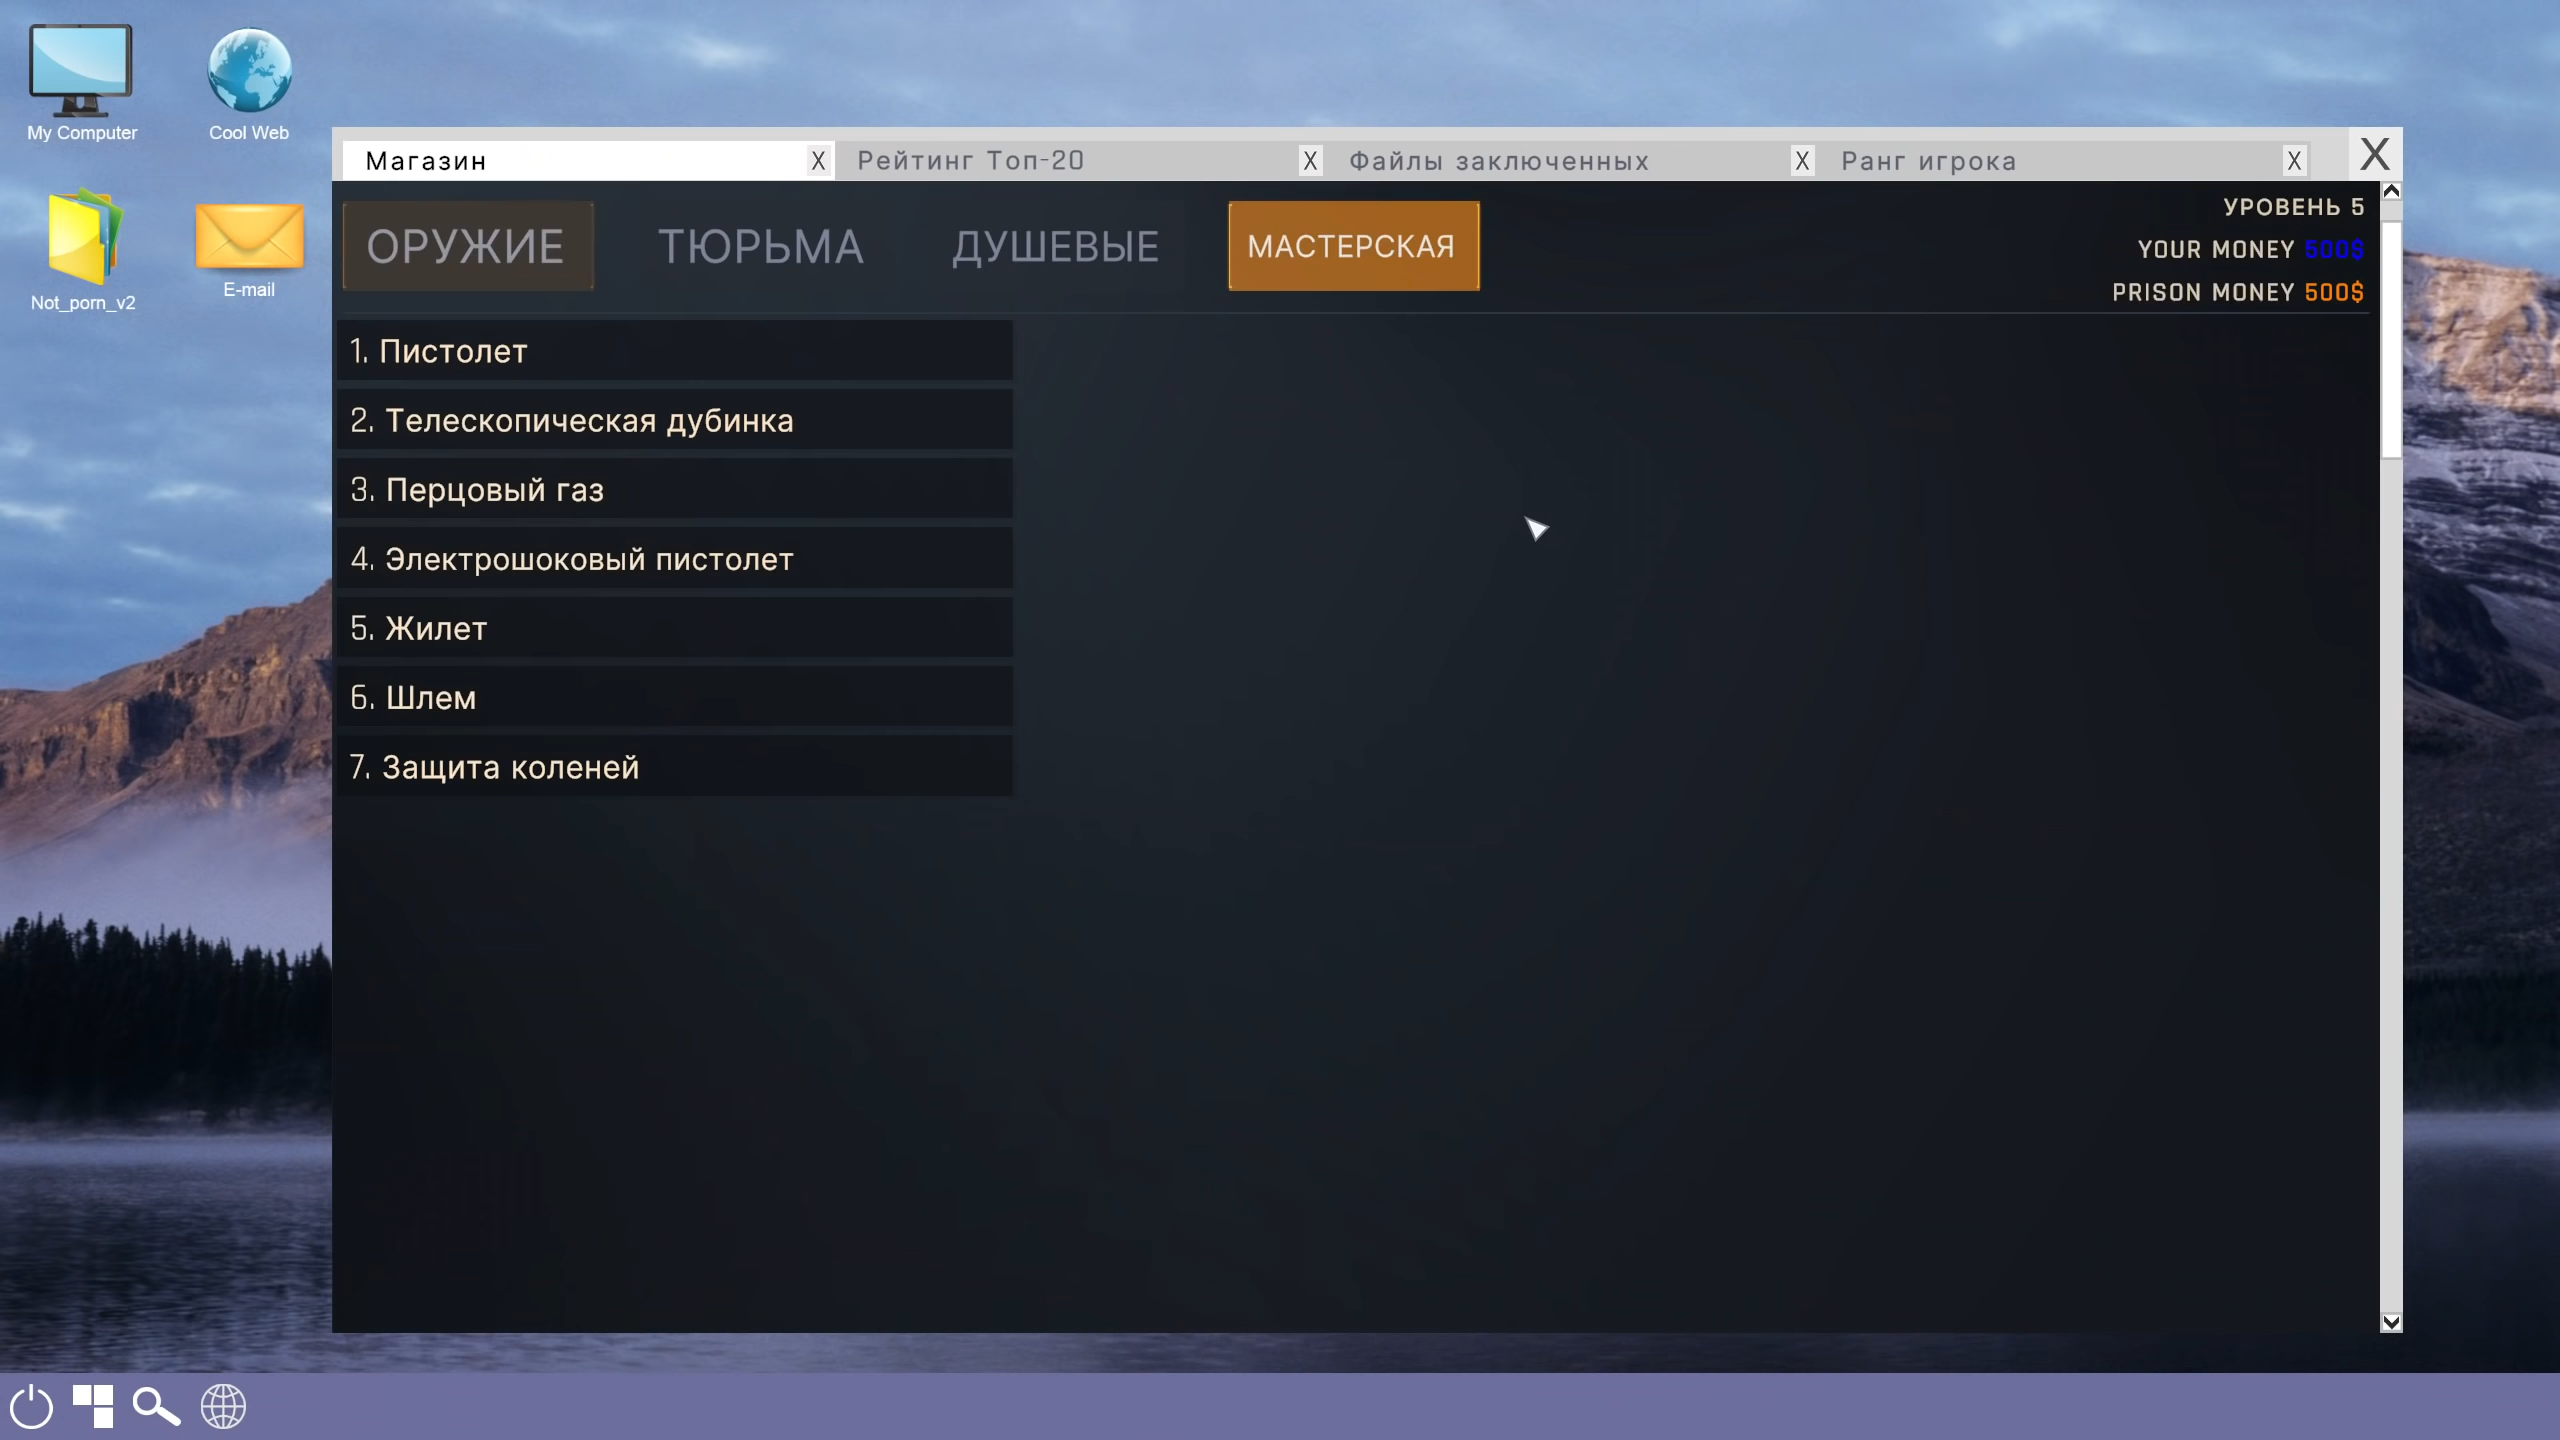 My Computer
Cool Web
Not_porn_v2
E-mail
Магазин X Рейтинг Топ-20 X Файлы заключенных X Ранг игрока X X
ОРУЖИЕ ТЮРЬМА ДУШЕВЫЕ МАСТЕРСКАЯ
УРОВЕНЬ 5
YOUR MONEY 500$
PRISON MONEY 500$
1. Пистолет
2. Телескопическая дубинка
3. Перцовый газ
4. Электрошоковый пистолет
5. Жилет
6. Шлем
7. Защита коленей